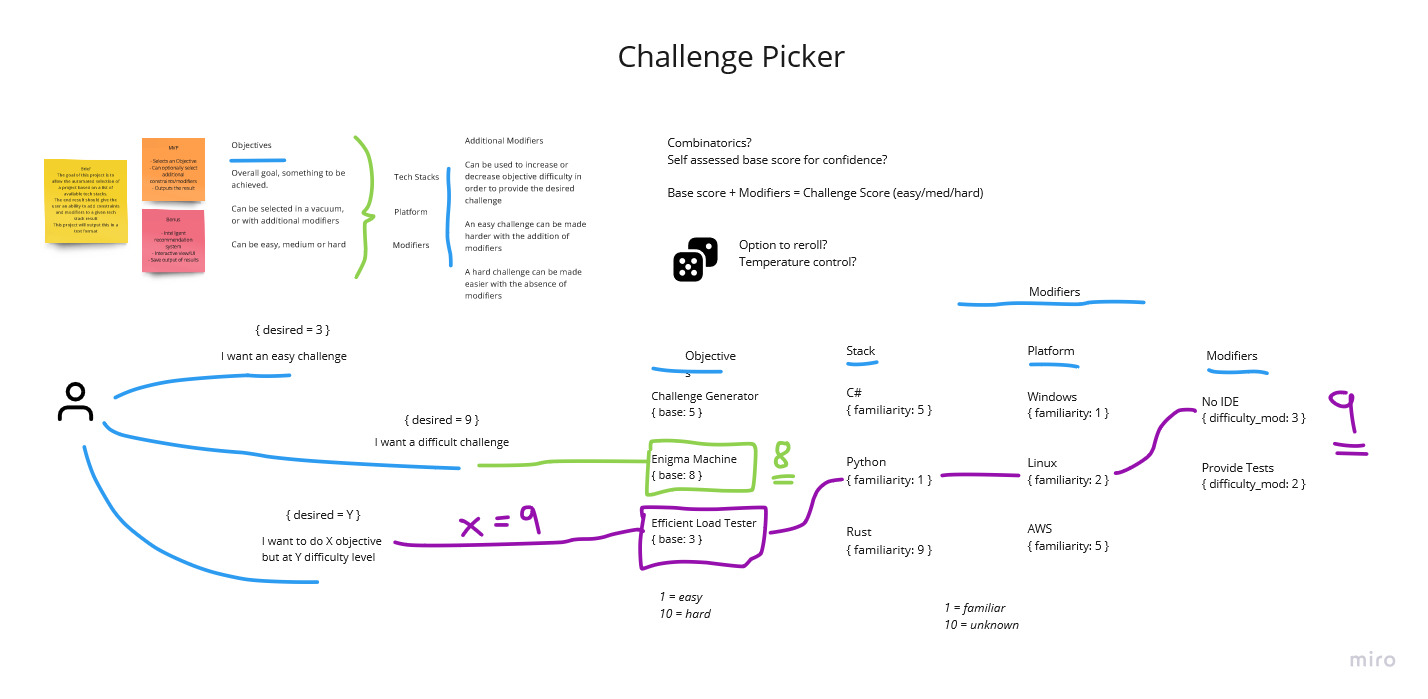 Challenge Picker
Brief
The goal of this project is to
allow the automated selection of
a project based on a list of
available tech stacks.
The end result should give the
user an ability to add constraints
and modifiers to a given tech
stack result
This project will output this in a
text format
MVP
- Selects an Objective
- Can optionally select
additional
constraints/modifiers
- Outputs the result
Bonus
- Intelligent
recommendation
system
- Interactive view/UI
- Save output of results
Objectives
Overall goal, something to be
achieved.
Can be selected in a vacuum,
or with additional modifiers
Can be easy, medium or hard
Tech Stacks
Platform
Modifiers
Additional Modifiers
Can be used to increase or
decrease objective difficulty in
order to provide the desired
challenge
An easy challenge can be made
harder with the addition of
modifiers
A hard challenge can be made
easier with the absence of
modifiers
Combinatorics?
Self assessed base score for confidence?
Base score + Modifiers = Challenge Score (easy/med/hard)
Option to reroll?
Temperature control?
Modifiers
{ desired = 3 }
I want an easy challenge
{ desired = 9 }
I want a difficult challenge
{ desired = Y }
I want to do X objective
but at Y difficulty level
x = 9
Objective
s
Challenge Generator
{ base: 5 }
Enigma Machine
{ base: 8 }
8
Efficient Load Tester
{ base: 3 }
1 = easy
10 = hard
Stack
C#
{ familiarity: 5 }
Python
{ familiarity: 1 }
Rust
{ familiarity: 9 }
Platform
Windows
{ familiarity: 1 }
Linux
{ familiarity: 2 }
AWS
{ familiarity: 5 }
1 = familiar
10 = unknown
Modifiers
No IDE
{ difficulty_mod: 3 }
Provide Tests
{ difficulty_mod: 2 }
9
miro